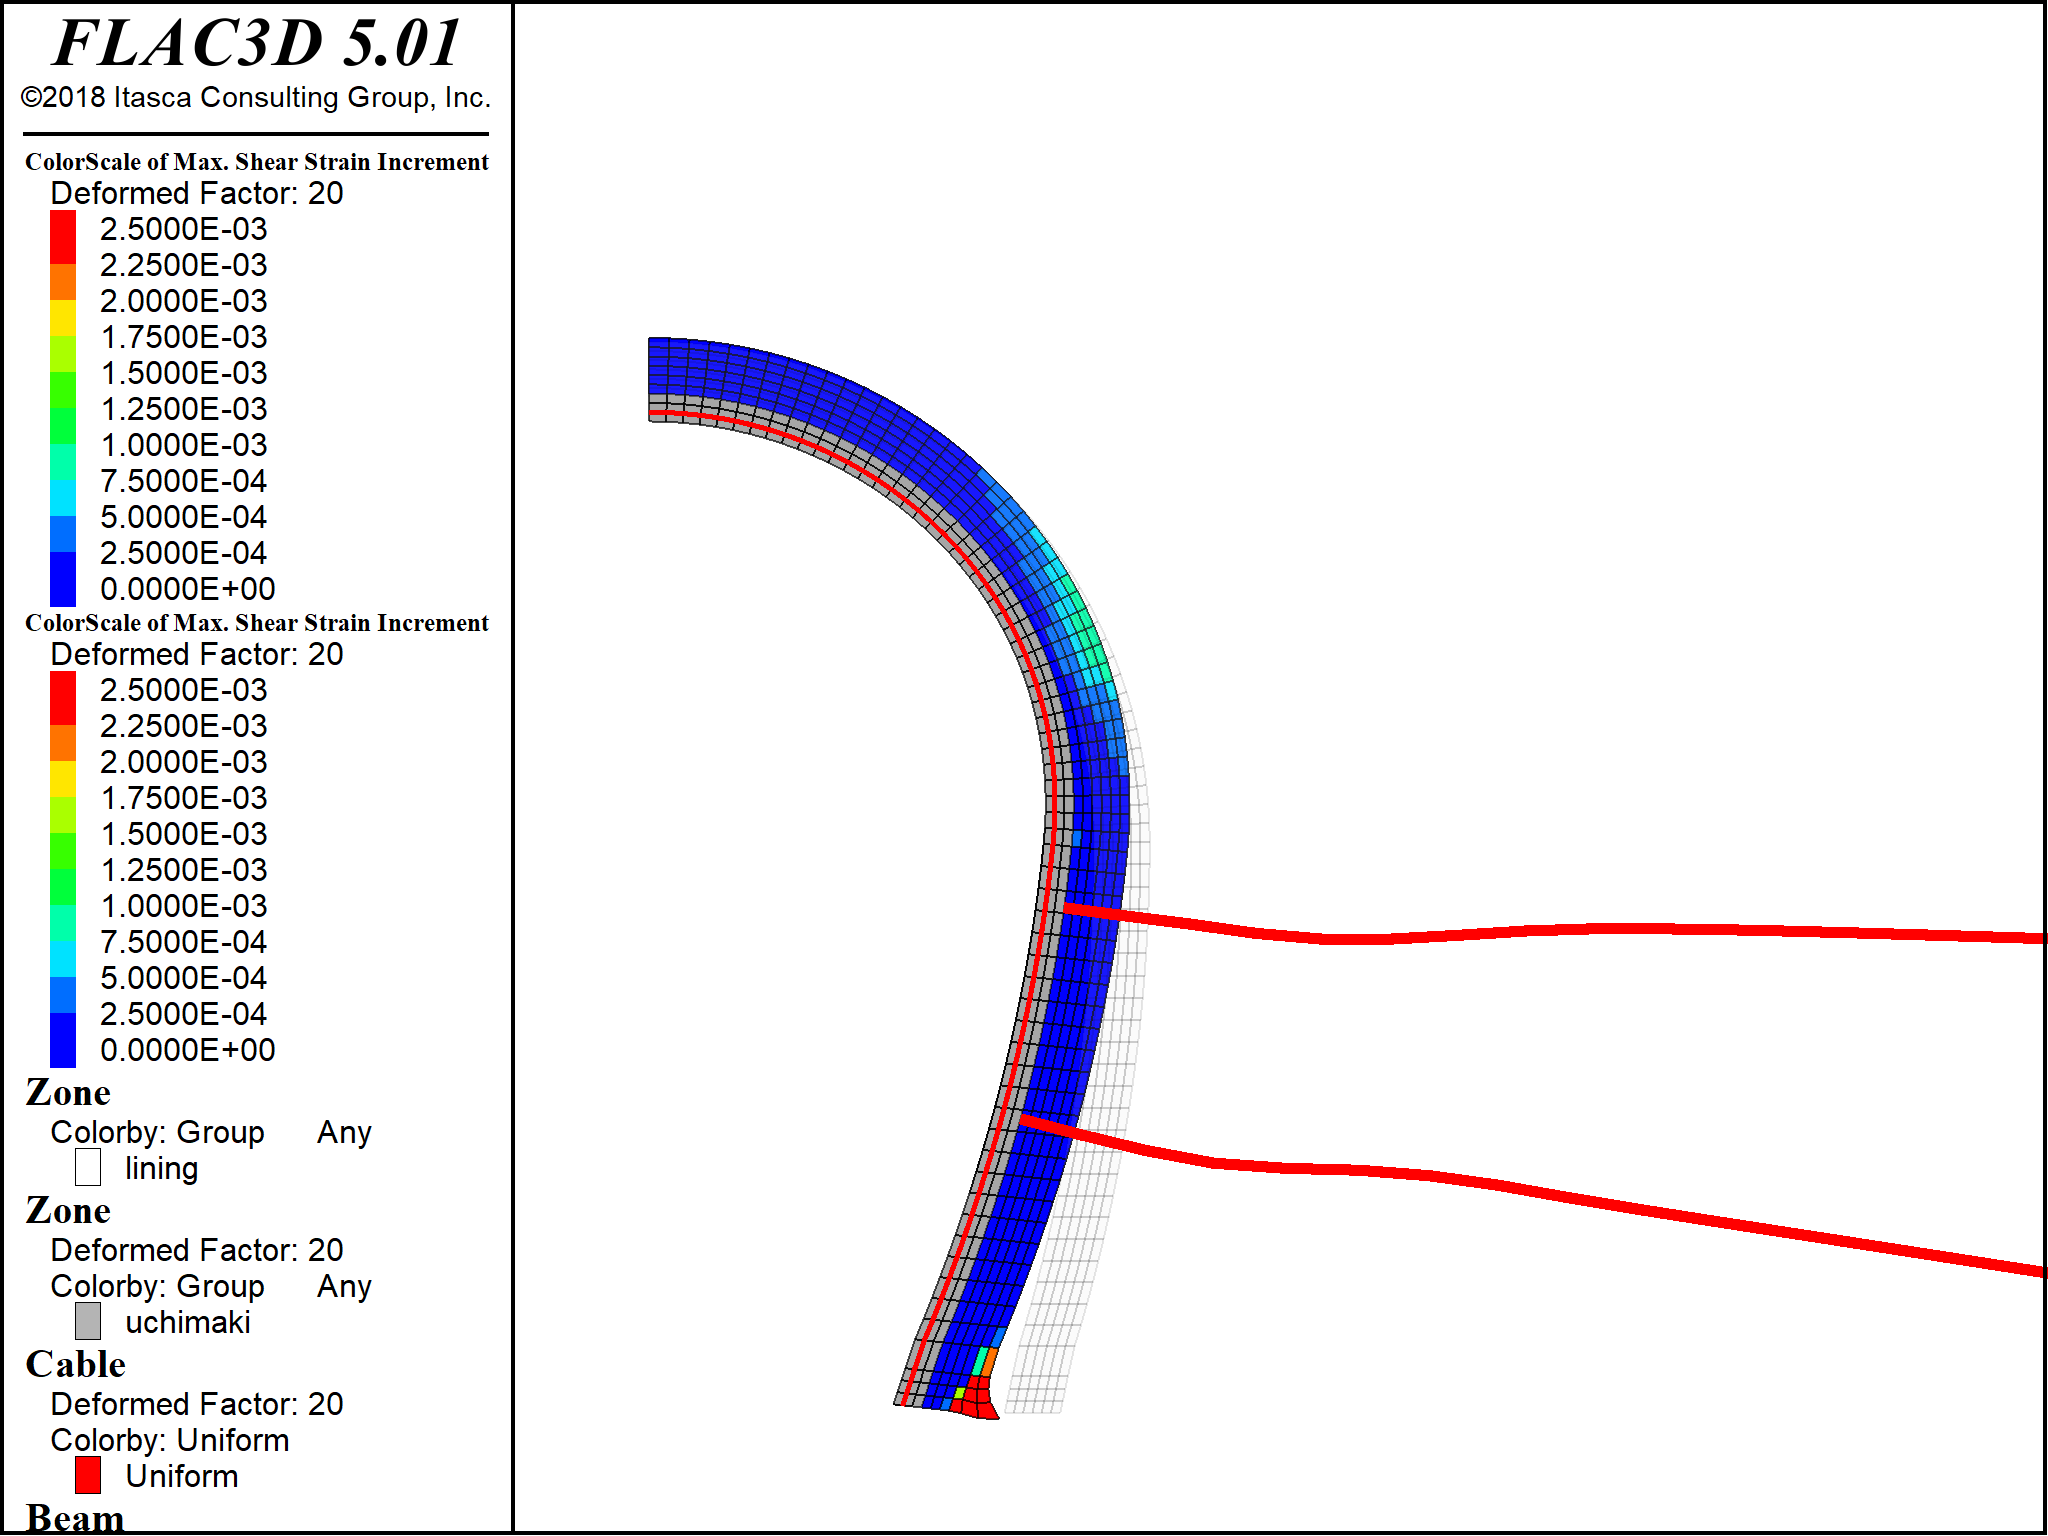 FLAC3D 5.01
©2018 Itasca Consulting Group, Inc.
ColorScale of Max. Shear Strain Increment
Deformed Factor: 20
2.5000E-03
2.2500E-03
2.0000E-03
1.7500E-03
1.5000E-03
1.2500E-03
1.0000E-03
7.5000E-04
5.0000E-04
2.5000E-04
0.0000E+00
ColorScale of Max. Shear Strain Increment
Deformed Factor: 20
2.5000E-03
2.2500E-03
2.0000E-03
1.7500E-03
1.5000E-03
1.2500E-03
1.0000E-03
7.5000E-04
5.0000E-04
2.5000E-04
0.0000E+00
Zone
Colorby: Group Any
lining
Zone
Deformed Factor: 20
Colorby: Group Any
uchimaki
Cable
Deformed Factor: 20
Colorby: Uniform
Uniform
Beam